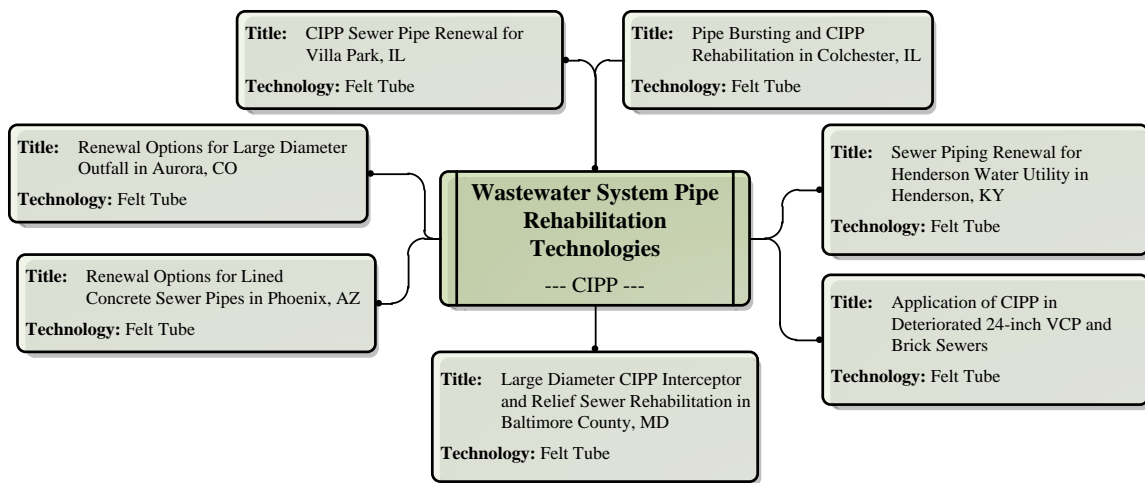 Title: CIPP Sewer Pipe Renewal for
Villa Park, IL
Technology: Felt Tube
Title: Pipe Bursting and CIPP
Rehabilitation in Colchester, IL
Technology: Felt Tube
Title: Renewal Options for Large Diameter
Outfall in Aurora, CO
Technology: Felt Tube
Title: Sewer Piping Renewal for
Henderson Water Utility in
Henderson, KY
Technology: Felt Tube
Wastewater System Pipe
Rehabilitation
Technologies
--- CIPP ---
Title: Renewal Options for Lined
Concrete Sewer Pipes in Phoenix, AZ
Technology: Felt Tube
Title: Application of CIPP in
Deteriorated 24-inch VCP and
Brick Sewers
Technology: Felt Tube
Title: Large Diameter CIPP Interceptor
and Relief Sewer Rehabilitation in
Baltimore County, MD
Technology: Felt Tube